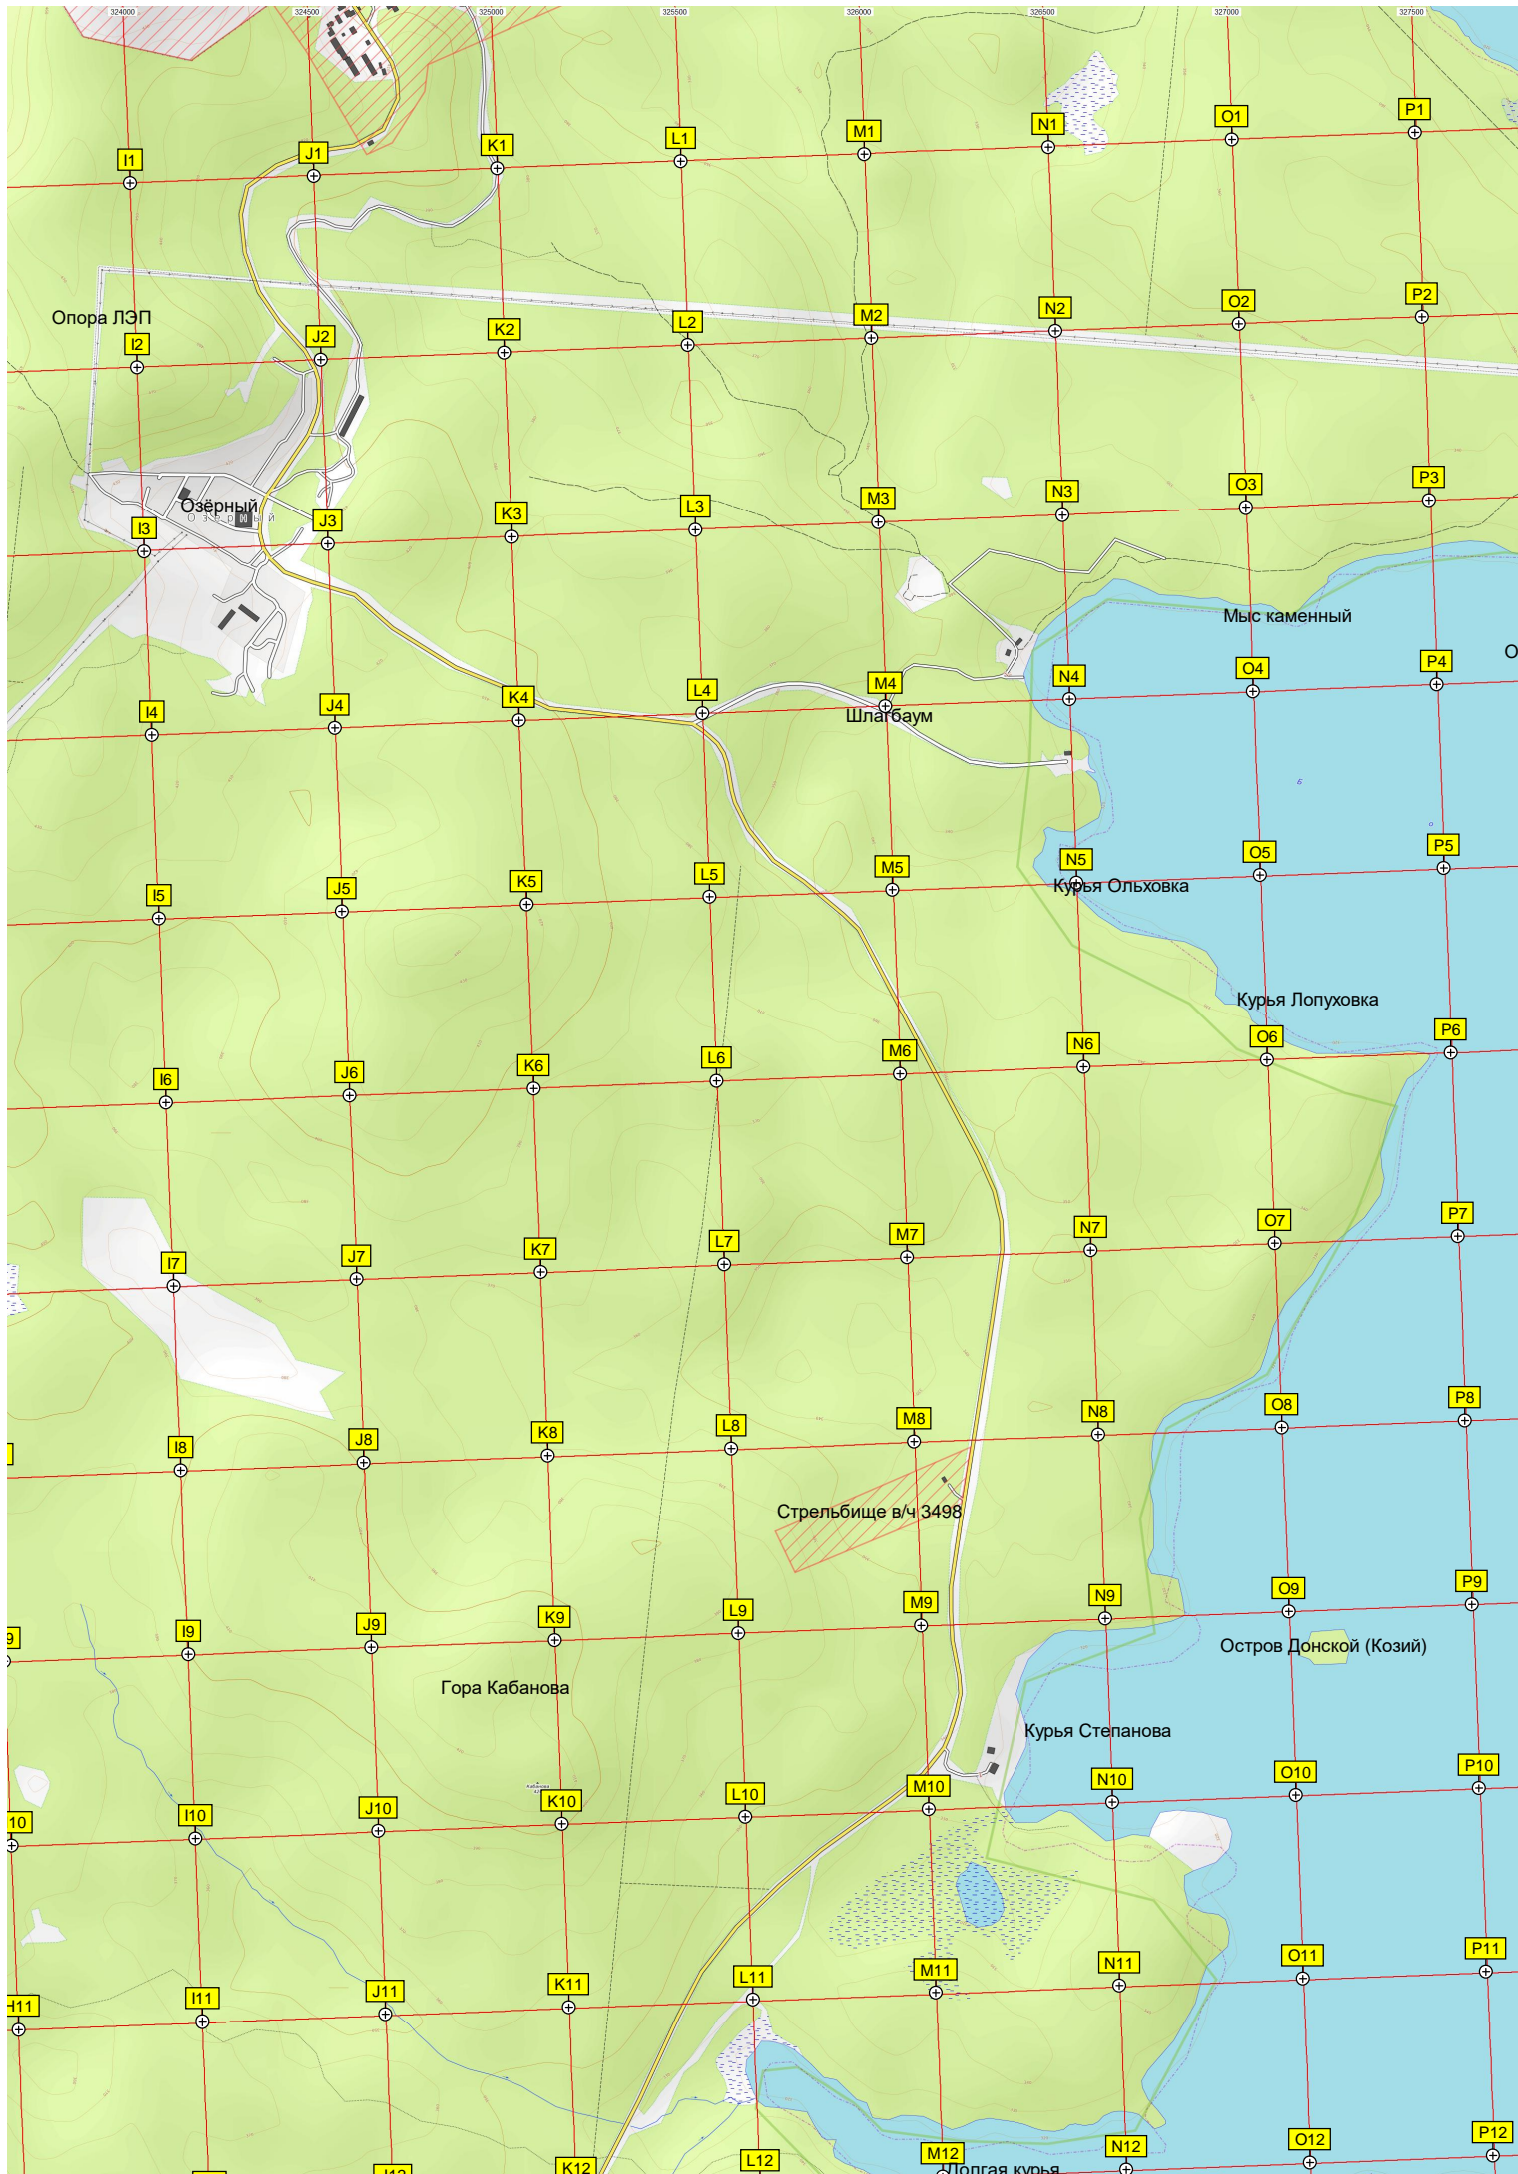 324000 324500 325000 325500 326000 326500 327000 327500
I1 J1 K1 L1 M1 N1 O1 P1
Опора ЛЭП
I2 J2 K2 L2 M2 N2 O2 P2
Озёрный
Озерный
I3 J3 K3 L3 M3 N3 O3 P3
Мыс каменный
О
I4 J4 K4 L4 M4 N4 O4 P4
Шлагбаум
I5 J5 K5 L5 M5 N5 O5 P5
Курья Ольховка
Курья Лопуховка
I6 J6 K6 L6 M6 N6 O6 P6
I7 J7 K7 L7 M7 N7 O7 P7
I8 J8 K8 L8 M8 N8 O8 P8
Стрельбище в/ч 3498
9 I9 J9 K9 L9 M9 N9 O9 P9
Остров Донской (Козий)
Гора Кабанова
Курья Степанова
Кабанова
10 I10 J10 K10 L10 M10 N10 O10 P10
H11 I11 J11 K11 L11 M11 N11 O11 P11
K12 L12 M12 N12 O12 P12
Долгая курья